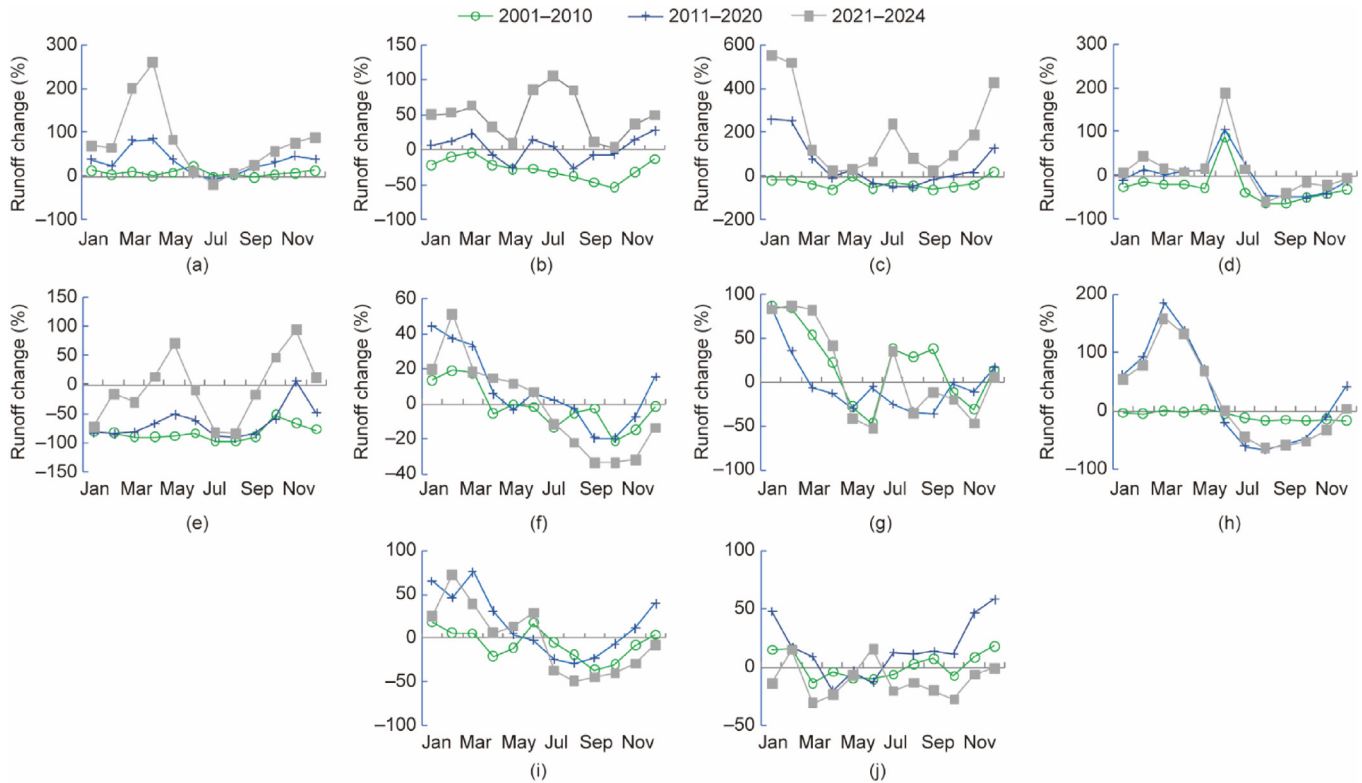 2001–2010 2011–2020 2021–2024
Runoff change (%)
300
200
100
0
–100
Jan Mar May Jul Sep Nov
(a)
Runoff change (%)
150
100
50
0
–50
–100
Jan Mar May Jul Sep Nov
(b)
Runoff change (%)
600
400
200
0
–200
Jan Mar May Jul Sep Nov
(c)
Runoff change (%)
300
200
100
0
–100
Jan Mar May Jul Sep Nov
(d)
Runoff change (%)
150
100
50
0
–50
–100
–150
Jan Mar May Jul Sep Nov
(e)
Runoff change (%)
60
40
20
0
–20
–40
Jan Mar May Jul Sep Nov
(f)
Runoff change (%)
100
50
0
–50
–100
Jan Mar May Jul Sep Nov
(g)
Runoff change (%)
200
100
0
–100
Jan Mar May Jul Sep Nov
(h)
Runoff change (%)
100
50
0
–50
–100
Jan Mar May Jul Sep Nov
(i)
Runoff change (%)
100
50
0
–50
Jan Mar May Jul Sep Nov
(j)